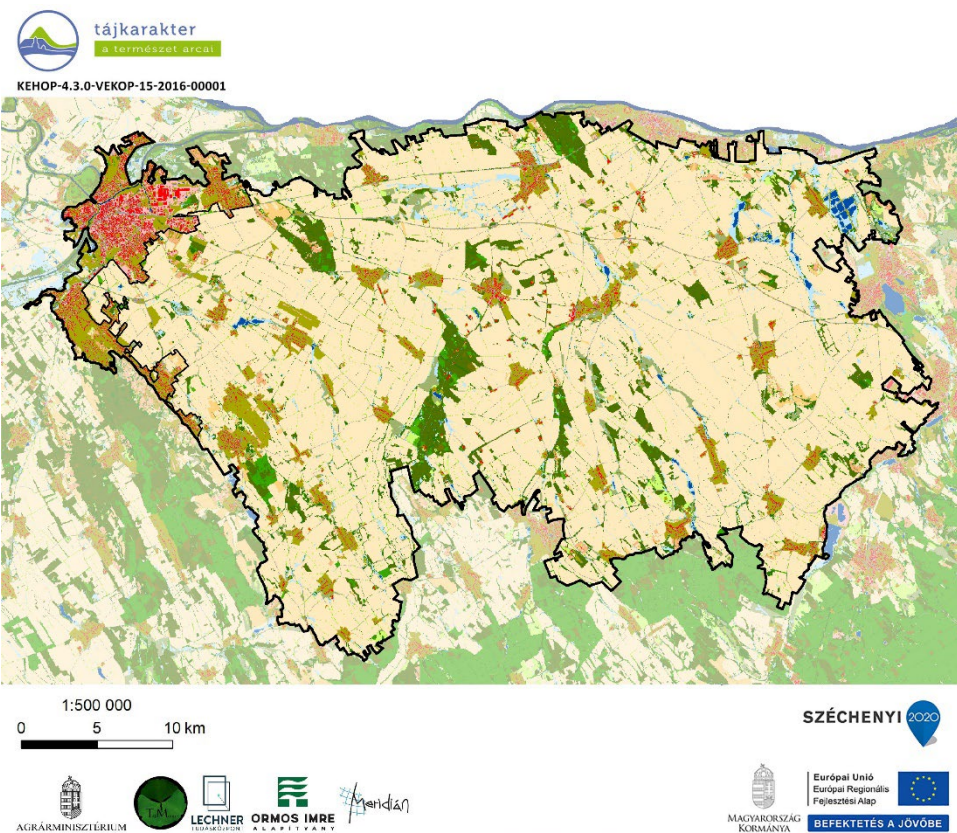 tájkarakter
a természet arcai
KEHOP-4.3.0-VEKOP-15-2016-00001
1:500 000
0 5 10 km
SZÉCHENYI 2020
AGRÁRMINISZTÉRIUM
LECHNER
TUDÁSKÖZPONT
ORMOS IMRE
ALAPÍTVÁNY
Meridián
MAGYARORSZÁG
KORMÁNYA
Európai Unió
Európai Regionális
Fejlesztési Alap
BEFEKTETÉS A JÖVŐBE